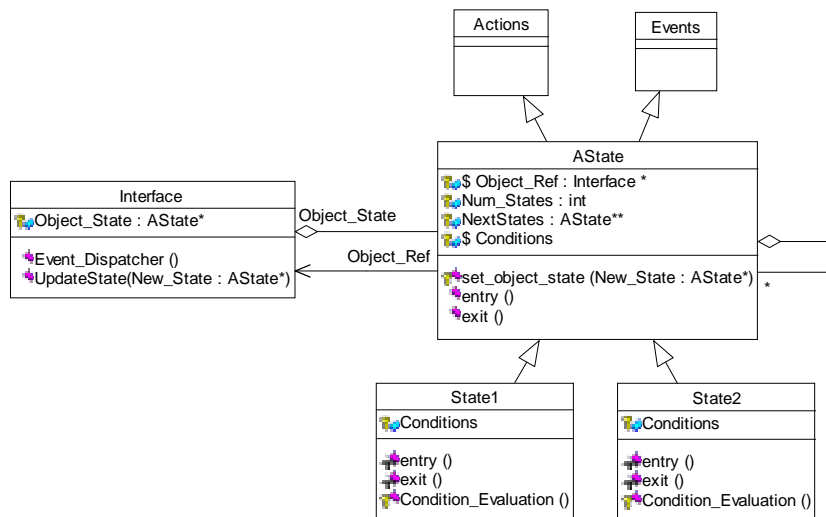 Actions
Events
AState
$ Object_Ref : Interface *
Num_States : int
NextStates : AState**
$ Conditions
set_object_state (New_State : AState*)
entry ()
exit ()
*
Interface
Object_State : AState*
Event_Dispatcher ()
UpdateState(New_State : AState*)
Object_State
Object_Ref
State1
Conditions
entry ()
exit ()
Condition_Evaluation ()
State2
Conditions
entry ()
exit ()
Condition_Evaluation ()